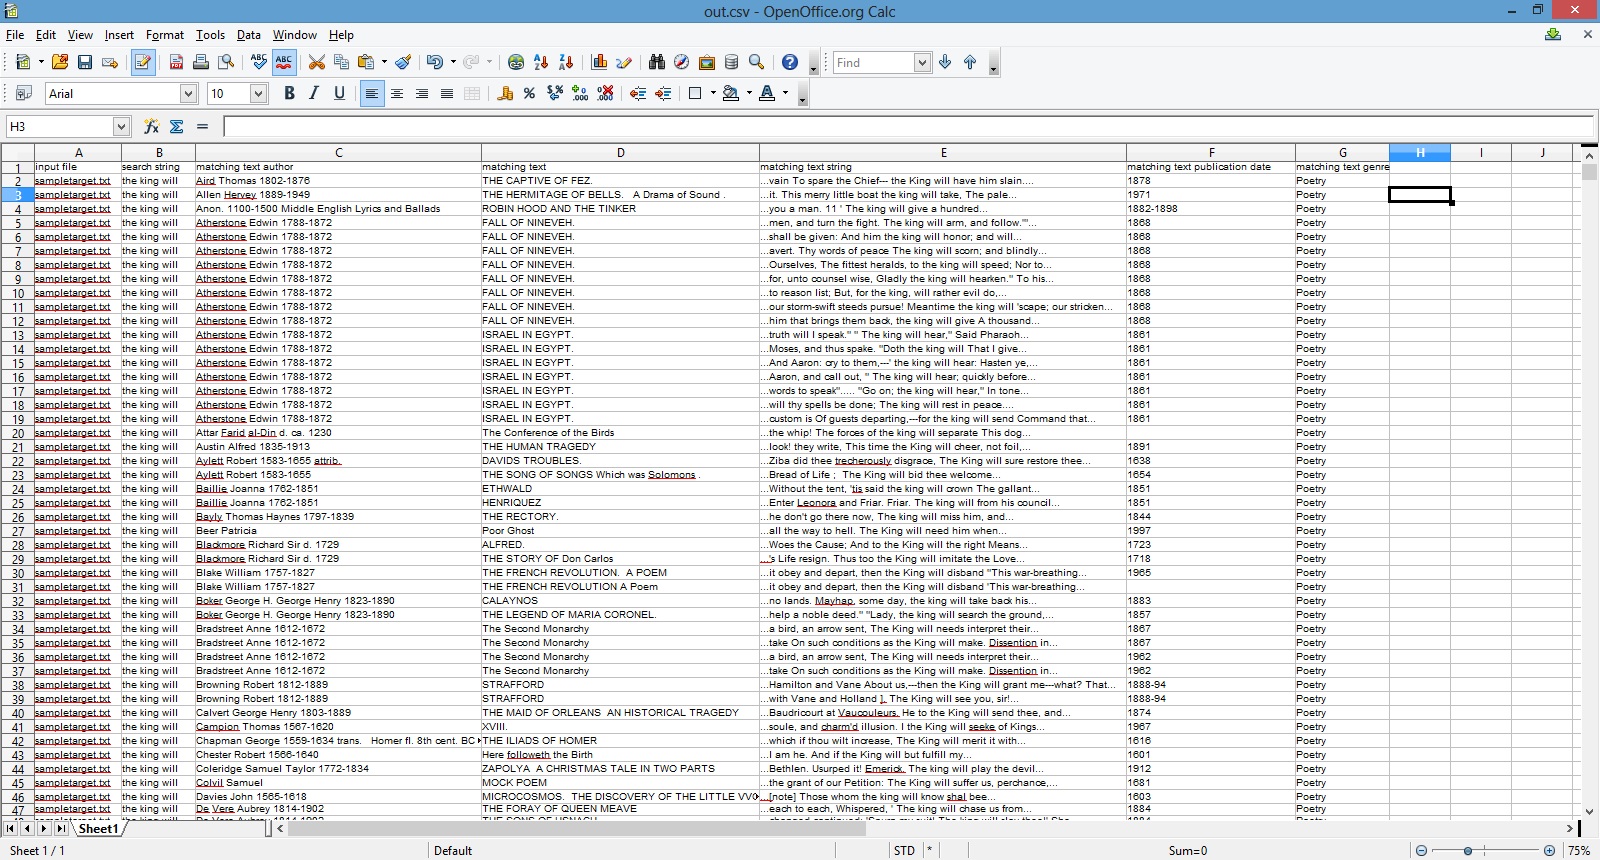 out.csv - OpenOffice.org Calc
File Edit View Insert Format Tools Data Window Help
Find
Arial 10
H3
A B C D E F G H I J
1 input file search string matching text author matching text matching text string matching text publication date matching text genre
2 sampletarget.txt the king will Aird Thomas 1802-1876 THE CAPTIVE OF FEZ. ...vain To spare the Chief--- the King will have him slain.... 1878 Poetry
3 sampletarget.txt the king will Allen Hervey 1889-1949 THE HERMITAGE OF BELLS. A Drama of Sound . ...it. This merry little boat the king will take, The pale... 1971 Poetry
4 sampletarget.txt the king will Anon. 1100-1500 Middle English Lyrics and Ballads ROBIN HOOD AND THE TINKER ...you a man. 11 ' The king will give a hundred... 1882-1898 Poetry
5 sampletarget.txt the king will Atherstone Edwin 1788-1872 FALL OF NINEVEH. ...men, and turn the fight. The king will arm, and follow.'"... 1868 Poetry
6 sampletarget.txt the king will Atherstone Edwin 1788-1872 FALL OF NINEVEH. ...shall be given: And him the king will honor; and will... 1868 Poetry
7 sampletarget.txt the king will Atherstone Edwin 1788-1872 FALL OF NINEVEH. ...avert. Thy words of peace The king will scorn; and blindly... 1868 Poetry
8 sampletarget.txt the king will Atherstone Edwin 1788-1872 FALL OF NINEVEH. ...Ourselves, The fittest heralds, to the king will speed; Nor to... 1868 Poetry
9 sampletarget.txt the king will Atherstone Edwin 1788-1872 FALL OF NINEVEH. ...for, unto counsel wise, Gladly the king will hearken." To his... 1868 Poetry
10 sampletarget.txt the king will Atherstone Edwin 1788-1872 FALL OF NINEVEH. ...to reason list; But, for the king, will rather evil do,... 1868 Poetry
11 sampletarget.txt the king will Atherstone Edwin 1788-1872 FALL OF NINEVEH. ...our storm-swift steeds pursue! Meantime the king will 'scape; our stricken... 1868 Poetry
12 sampletarget.txt the king will Atherstone Edwin 1788-1872 FALL OF NINEVEH. ...him that brings them back, the king will give A thousand... 1868 Poetry
13 sampletarget.txt the king will Atherstone Edwin 1788-1872 ISRAEL IN EGYPT. ...truth will I speak." " The king will hear," Said Pharaoh... 1861 Poetry
14 sampletarget.txt the king will Atherstone Edwin 1788-1872 ISRAEL IN EGYPT. ...Moses, and thus spake. "Doth the king will That I give... 1861 Poetry
15 sampletarget.txt the king will Atherstone Edwin 1788-1872 ISRAEL IN EGYPT. ...And Aaron: cry to them,---' the king will hear: Hasten ye,... 1861 Poetry
16 sampletarget.txt the king will Atherstone Edwin 1788-1872 ISRAEL IN EGYPT. ...Aaron, and call out, " The king will hear; quickly before... 1861 Poetry
17 sampletarget.txt the king will Atherstone Edwin 1788-1872 ISRAEL IN EGYPT. ...words to speak"..... "Go on; the king will hear," In tone... 1861 Poetry
18 sampletarget.txt the king will Atherstone Edwin 1788-1872 ISRAEL IN EGYPT. ...will thy spells be done; The king will rest in peace.... 1861 Poetry
19 sampletarget.txt the king will Atherstone Edwin 1788-1872 ISRAEL IN EGYPT. ...custom is Of guests departing,---for the king will send Command that... 1861 Poetry
20 sampletarget.txt the king will Attar Farid al-Din d. ca. 1230 The Conference of the Birds ...the whip! The forces of the king will separate This dog... Poetry
21 sampletarget.txt the king will Austin Alfred 1835-1913 THE HUMAN TRAGEDY ...look! they write, This time the King will cheer, not foil,... 1891 Poetry
22 sampletarget.txt the king will Aylett Robert 1583-1655 attrib. DAVIDS TROUBLES. ...Ziba did thee trecherously disgrace, The King will sure restore thee... 1638 Poetry
23 sampletarget.txt the king will Aylett Robert 1583-1655 THE SONG OF SONGS Which was Solomons . ...Bread of Life ; The King will bid thee welcome... 1654 Poetry
24 sampletarget.txt the king will Baillie Joanna 1762-1851 ETHWALD ...Without the tent, 'tis said the king will crown The gallant... 1851 Poetry
25 sampletarget.txt the king will Baillie Joanna 1762-1851 HENRIQUEZ ...Enter Leonora and Friar. Friar. The king will from his council... 1851 Poetry
26 sampletarget.txt the king will Bayly Thomas Haynes 1797-1839 THE RECTORY. ...he don't go there now, The King will miss him, and... 1844 Poetry
27 sampletarget.txt the king will Beer Patricia Poor Ghost ...all the way to hell. The King will need him when... 1997 Poetry
28 sampletarget.txt the king will Blackmore Richard Sir d. 1729 ALFRED. ...Woes the Cause; And to the King will the right Means... 1723 Poetry
29 sampletarget.txt the king will Blackmore Richard Sir d. 1729 THE STORY OF Don Carlos ...'s Life resign. Thus too the King will imitate the Love... 1718 Poetry
30 sampletarget.txt the king will Blake William 1757-1827 THE FRENCH REVOLUTION. A POEM ...it obey and depart, then the King will disband "This war-breathing... 1965 Poetry
31 sampletarget.txt the king will Blake William 1757-1827 THE FRENCH REVOLUTION A Poem ...it obey and depart, then the King will disband 'This war-breathing... Poetry
32 sampletarget.txt the king will Boker George H. George Henry 1823-1890 CALAYNOS ...no lands. Mayhap, some day, the king will take back his... 1883 Poetry
33 sampletarget.txt the king will Boker George H. George Henry 1823-1890 THE LEGEND OF MARIA CORONEL. ...help a noble deed." "Lady, the king will search the ground,... 1857 Poetry
34 sampletarget.txt the king will Bradstreet Anne 1612-1672 The Second Monarchy ...a bird, an arrow sent, The King will needs interpret their... 1867 Poetry
35 sampletarget.txt the king will Bradstreet Anne 1612-1672 The Second Monarchy ...take On such conditions as the King will make. Dissention in... 1867 Poetry
36 sampletarget.txt the king will Bradstreet Anne 1612-1672 The Second Monarchy ...a bird, an arrow sent, The King will needs interpret their... 1962 Poetry
37 sampletarget.txt the king will Bradstreet Anne 1612-1672 The Second Monarchy ...take On such conditions as the King will make. Dissention in... 1962 Poetry
38 sampletarget.txt the king will Browning Robert 1812-1889 STRAFFORD ...Hamilton and Vane About us,---then the King will grant me---what? That... 1888-94 Poetry
39 sampletarget.txt the king will Browning Robert 1812-1889 STRAFFORD ...with Vane and Holland ], The King will see you, sir!... 1888-94 Poetry
40 sampletarget.txt the king will Calvert George Henry 1803-1889 THE MAID OF ORLEANS AN HISTORICAL TRAGEDY ...Baudricourt at Vaucouleurs, He to the King will send thee, and... 1874 Poetry
41 sampletarget.txt the king will Campion Thomas 1567-1620 XVIII. ...soule, and charm'd illusion. I the King will seeke of Kings... 1967 Poetry
42 sampletarget.txt the king will Chapman George 1559-1634 trans. Homer fl. 8th cent. BC THE ILIADS OF HOMER ...which if thou wilt increase, The King will merit it with... 1616 Poetry
43 sampletarget.txt the king will Chester Robert 1566-1640 Here followeth the Birth ...I am he. And if the King will but fulfill my... 1601 Poetry
44 sampletarget.txt the king will Coleridge Samuel Taylor 1772-1834 ZAPOLYA A CHRISTMAS TALE IN TWO PARTS ...Bethlen. Usurped it! Emerick. The king will play the devil... 1912 Poetry
45 sampletarget.txt the king will Colvil Samuel MOCK POEM ...the grant of our Petition: The King will suffer us, perchance,... 1681 Poetry
46 sampletarget.txt the king will Davies John 1565-1618 MICROCOSMOS. THE DISCOVERY OF THE LITTLE ...[note] Those whom the king will know shal bee... 1603 Poetry
47 sampletarget.txt the king will De Vere Aubrey 1814-1902 THE FORAY OF QUEEN MEAVE ...each to each, Whispered, ' The king will chase us from... 1884 Poetry
Sheet1
Sheet 1 / 1 Default STD * Sum=0 75%